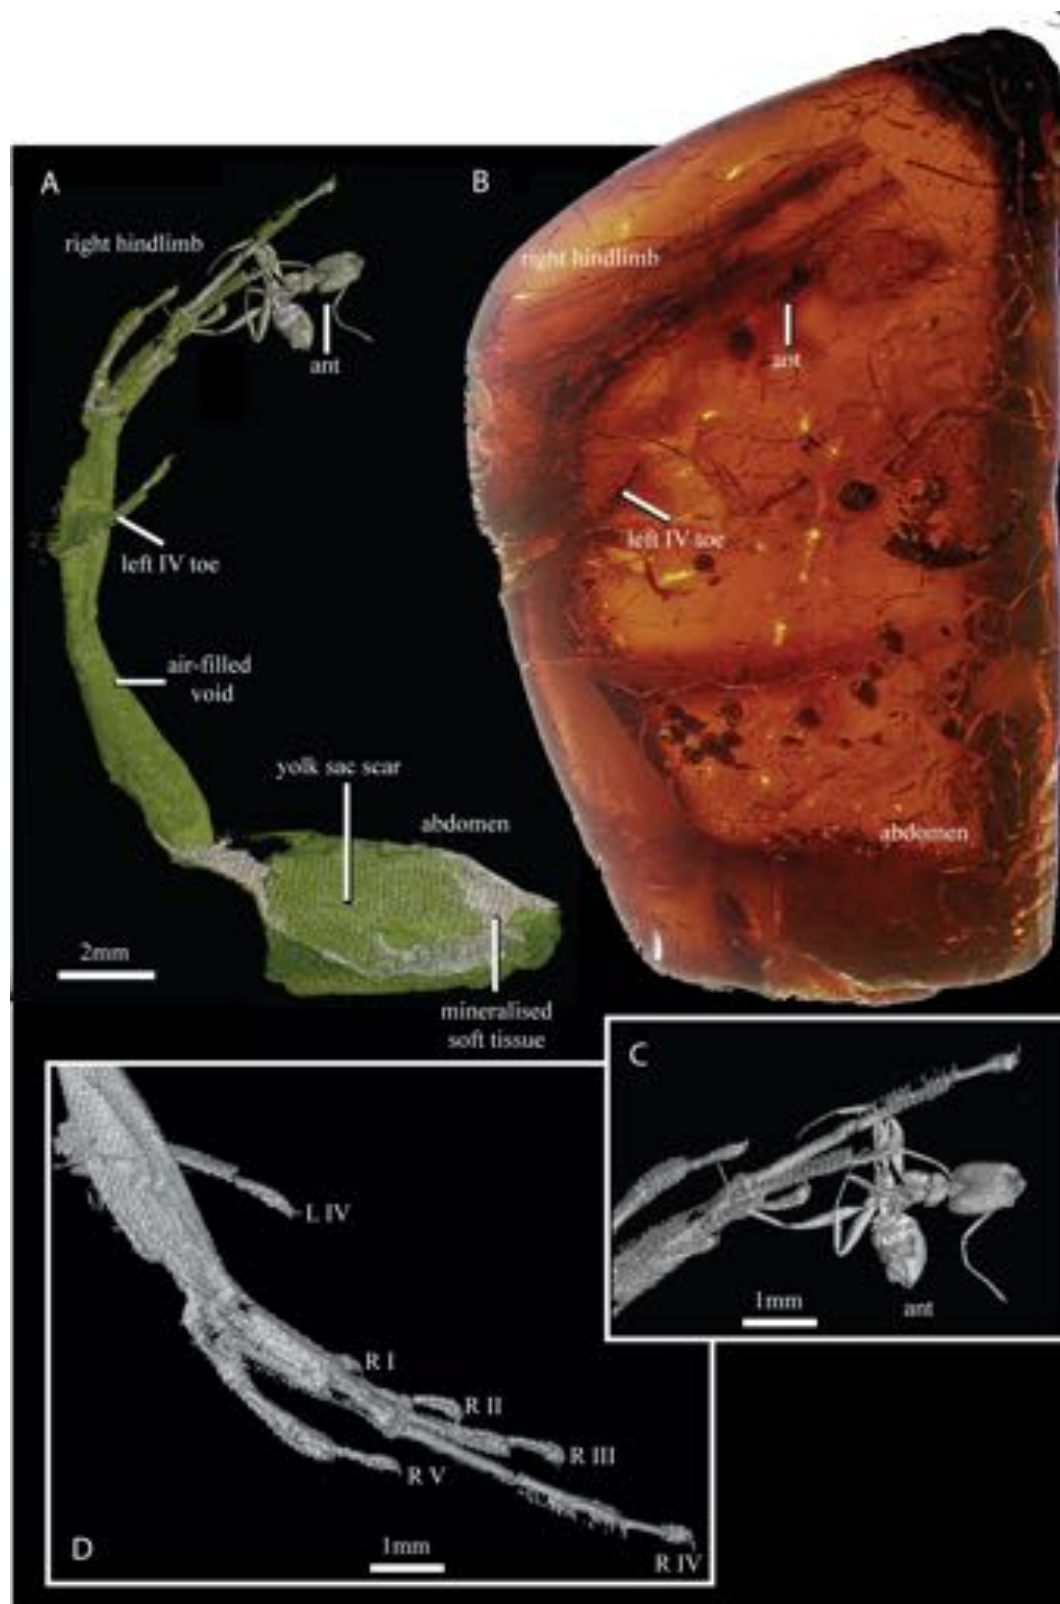 A
right hindlimb
ant
left IV toe
air-filled
void
yolk sac scar
abdomen
2mm
mineralised
soft tissue
B
right hindlimb
ant
left IV toe
abdomen
C
1mm
ant
L IV
R I
R II
R III
R V
R IV
D
1mm